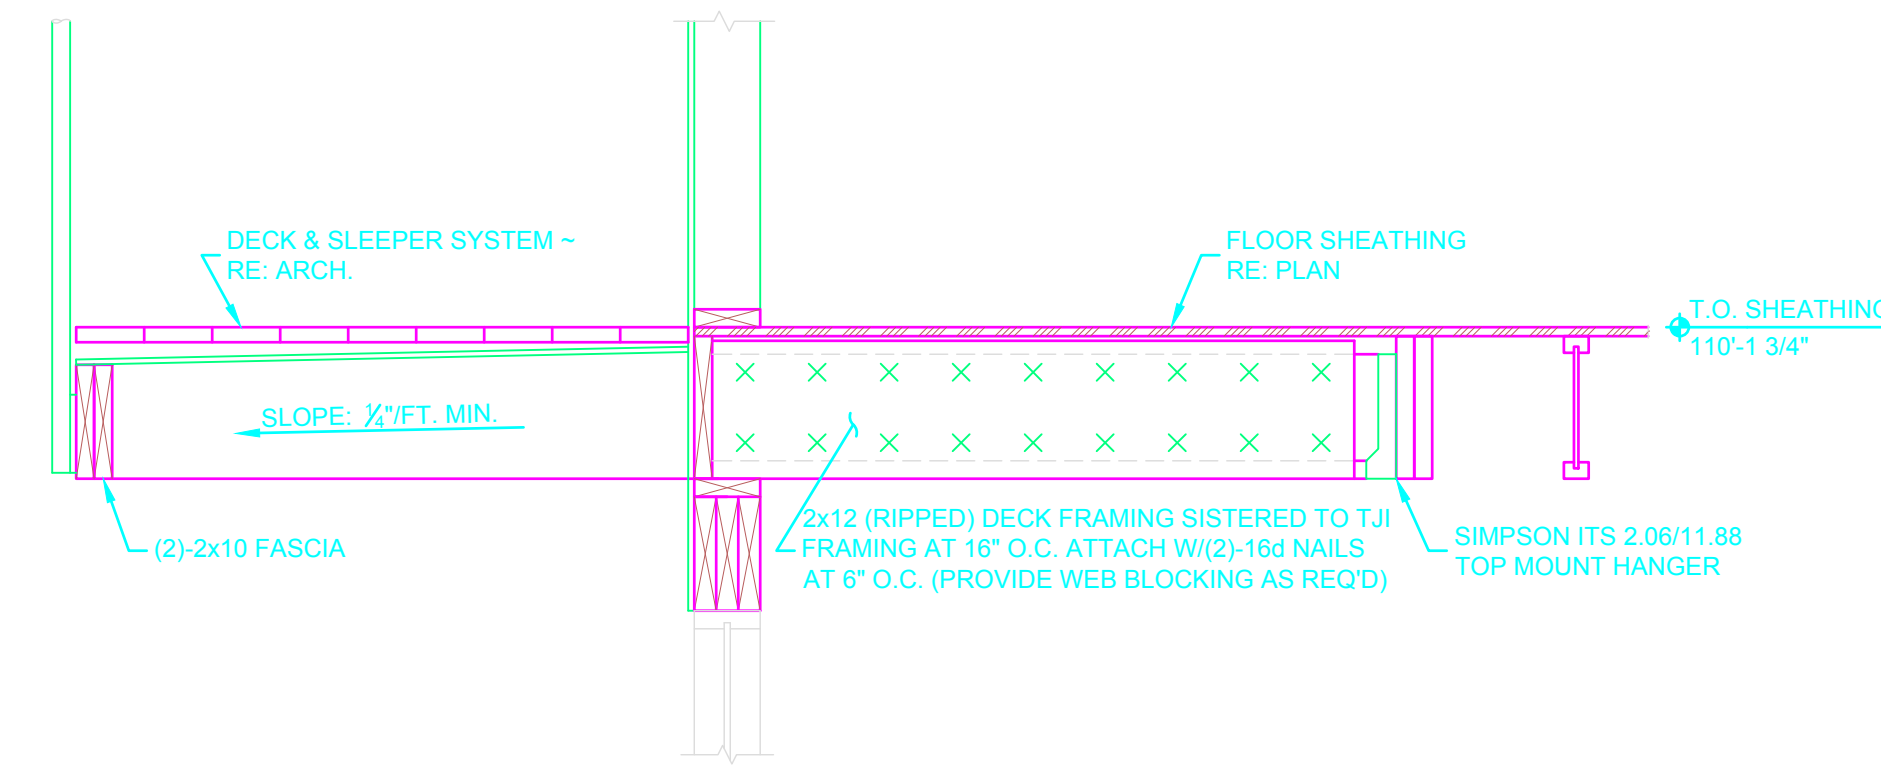 DECK & SLEEPER SYSTEM ~
RE: ARCH.
FLOOR SHEATHING
RE: PLAN
T.O. SHEATHING
110'-1 3/4"
SLOPE: ¼"/FT. MIN.
(2)-2x10 FASCIA
2x12 (RIPPED) DECK FRAMING SISTERED TO TJI
FRAMING AT 16" O.C. ATTACH W/(2)-16d NAILS
AT 6" O.C. (PROVIDE WEB BLOCKING AS REQ'D)
SIMPSON ITS 2.06/11.88
TOP MOUNT HANGER